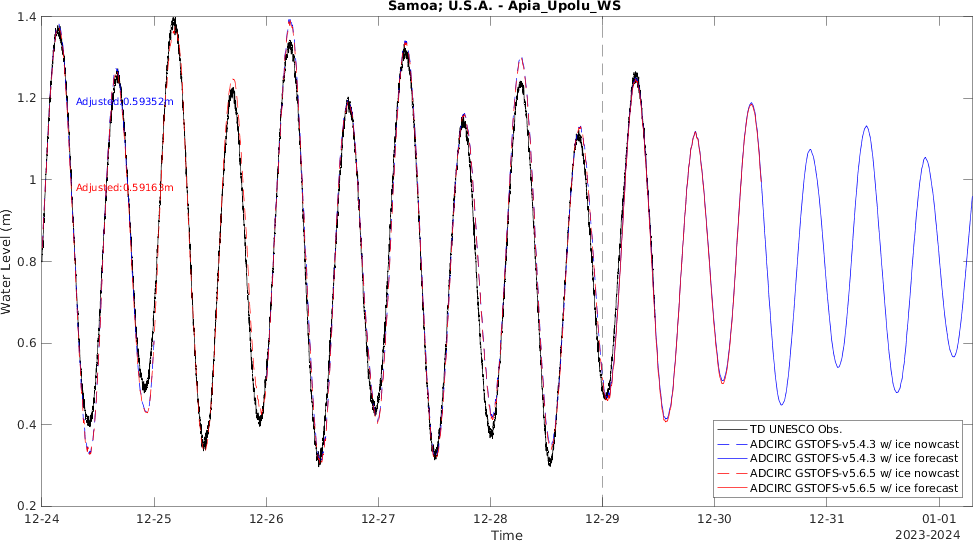 Samoa; U.S.A. - Apia_Upolu_WS
1.4
1.2
1
0.8
0.6
0.4
0.2
Water Level (m)
Adjusted:0.59352m
Adjusted:0.59163m
TD UNESCO Obs.
ADCIRC GSTOFS-v5.4.3 w/ ice nowcast
ADCIRC GSTOFS-v5.4.3 w/ ice forecast
ADCIRC GSTOFS-v5.6.5 w/ ice nowcast
ADCIRC GSTOFS-v5.6.5 w/ ice forecast
12-24 12-25 12-26 12-27 12-28 12-29 12-30 12-31 01-01
Time
2023-2024